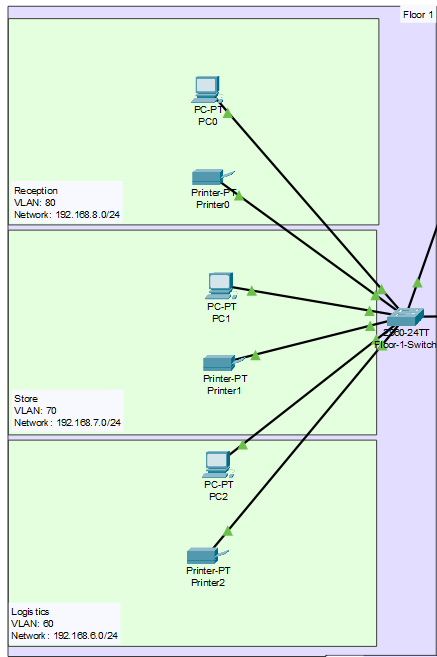 Floor 1
PC-PT
PC0
Printer-PT
Printer0
Reception
VLAN: 80
Network: 192.168.8.0/24
PC-PT
PC1
2960-24TT
Floor-1-Switch
Printer-PT
Printer1
Store
VLAN: 70
Network: 192.168.7.0/24
PC-PT
PC2
Printer-PT
Printer2
Logistics
VLAN: 60
Network: 192.168.6.0/24